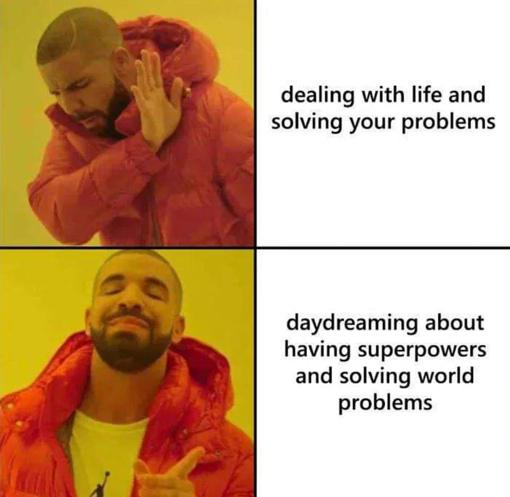 dealing with life and
solving your problems
daydreaming about
having superpowers
and solving world
problems